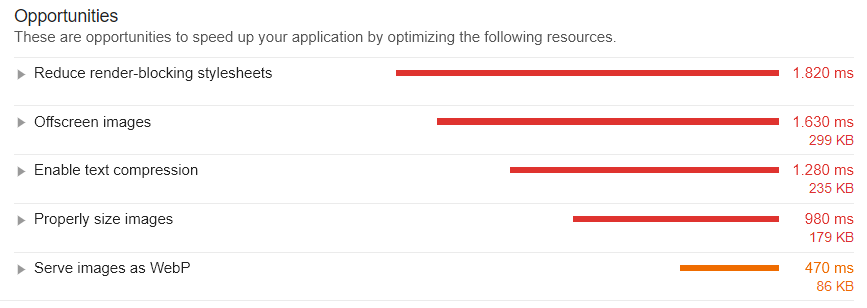 Opportunities
These are opportunities to speed up your application by optimizing the following resources.
Reduce render-blocking stylesheets 1.820 ms
Offscreen images 1.630 ms
299 KB
Enable text compression 1.280 ms
235 KB
Properly size images 980 ms
179 KB
Serve images as WebP 470 ms
86 KB